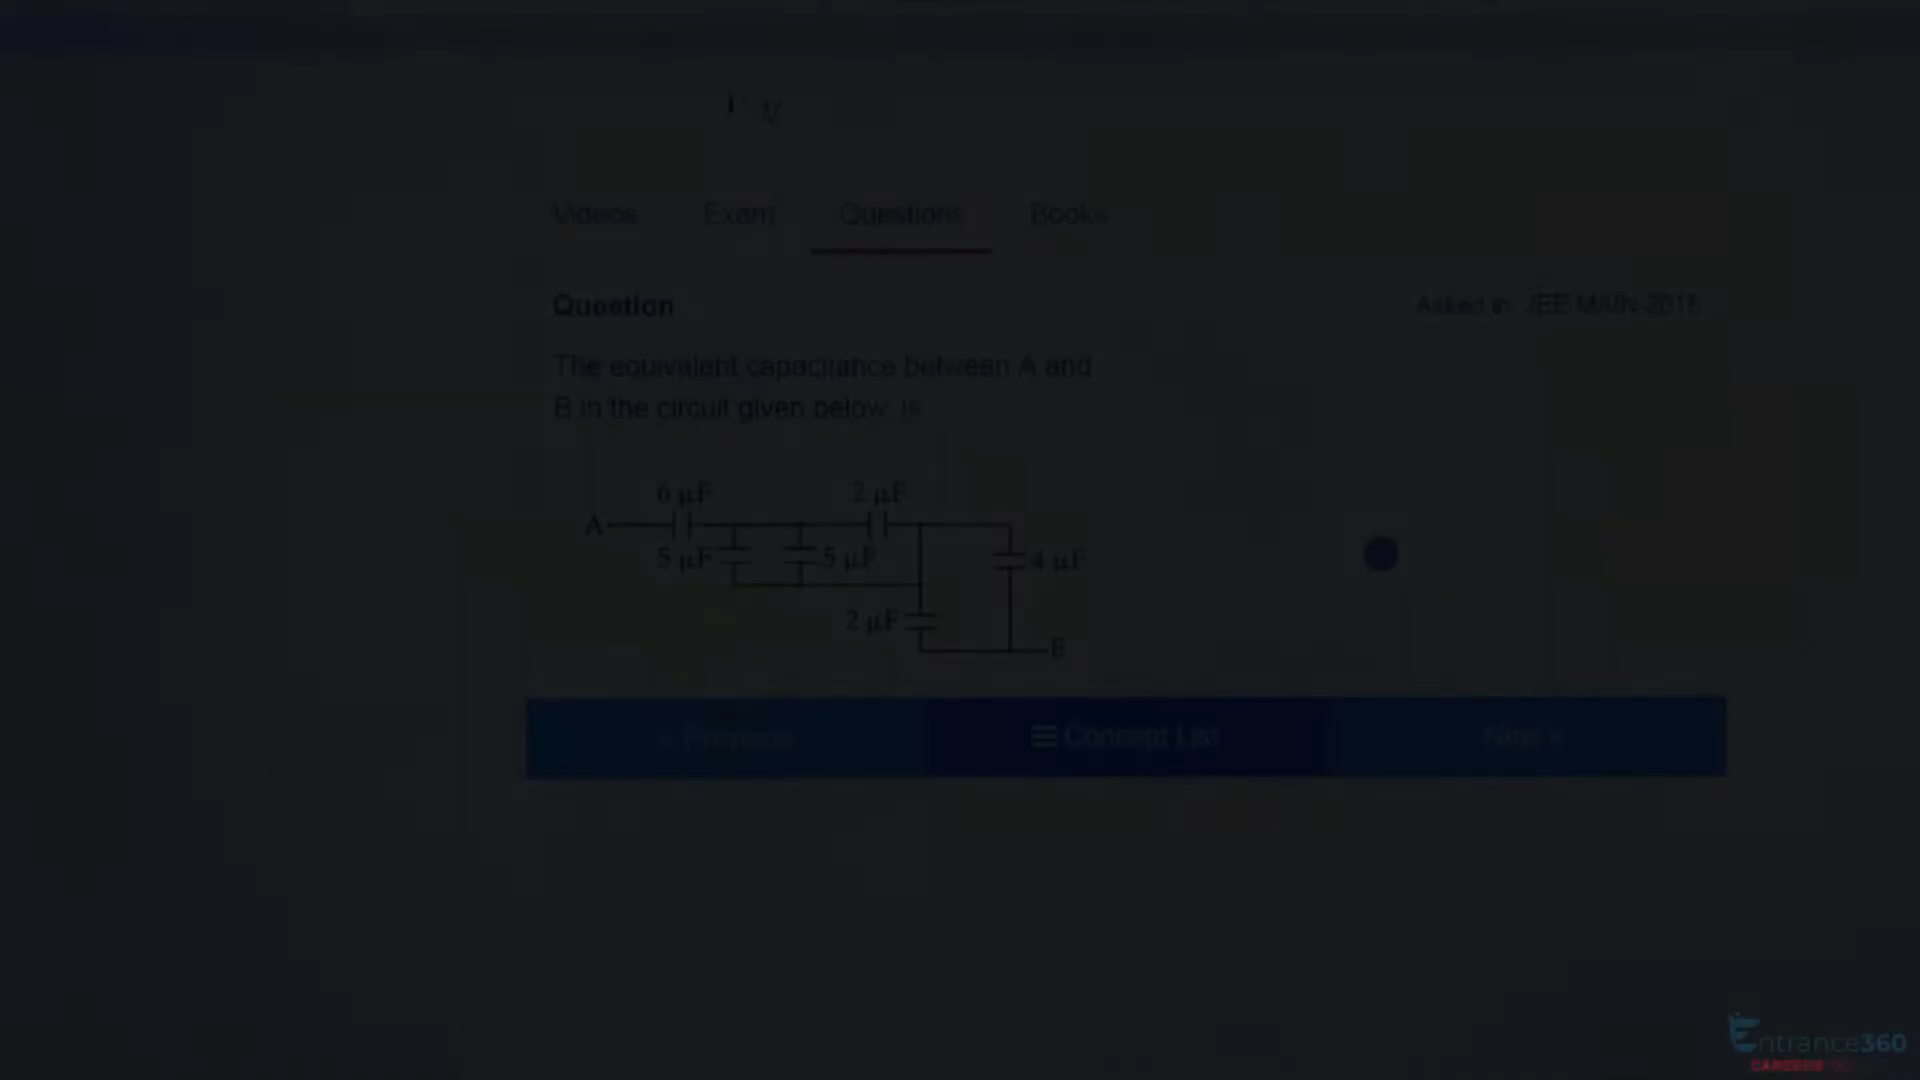 Videos Exam Questions Books
Question Asked in: JEE MAIN-2018
The equivalent capacitance between A and
B in the circuit given below, is
6 µF 2 µF
A
5 µF 5 µF 4 µF
2 µF
B
Previous Concept List Next
Entrance360
CAREERS